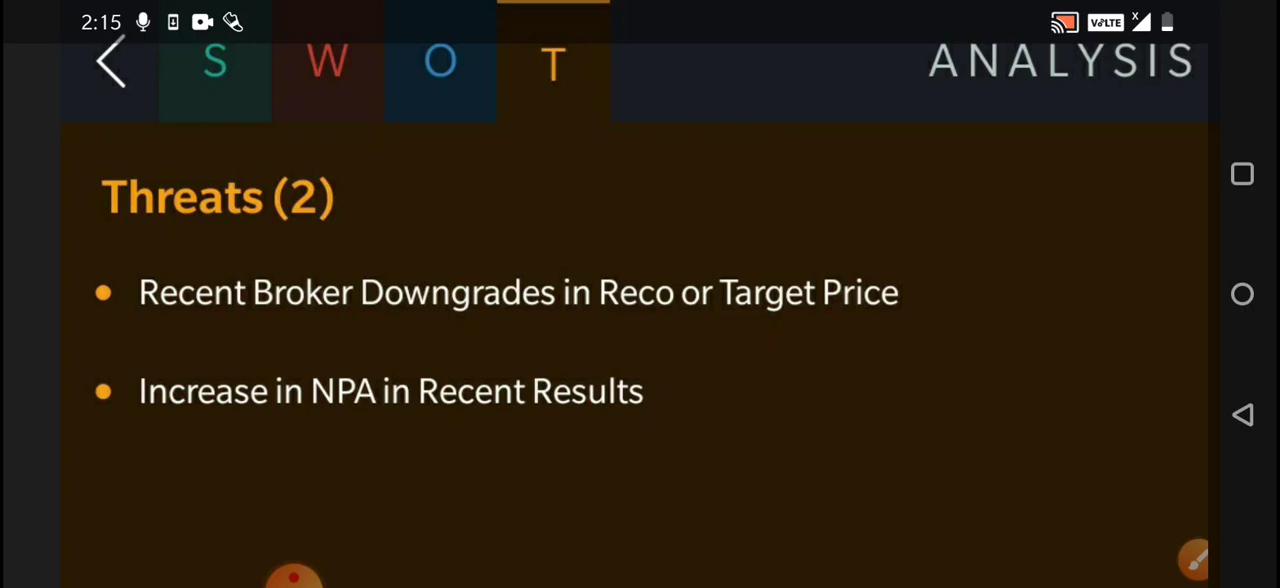 2:15 VoLTE X
S W O T ANALYSIS
Threats (2)
Recent Broker Downgrades in Reco or Target Price
Increase in NPA in Recent Results